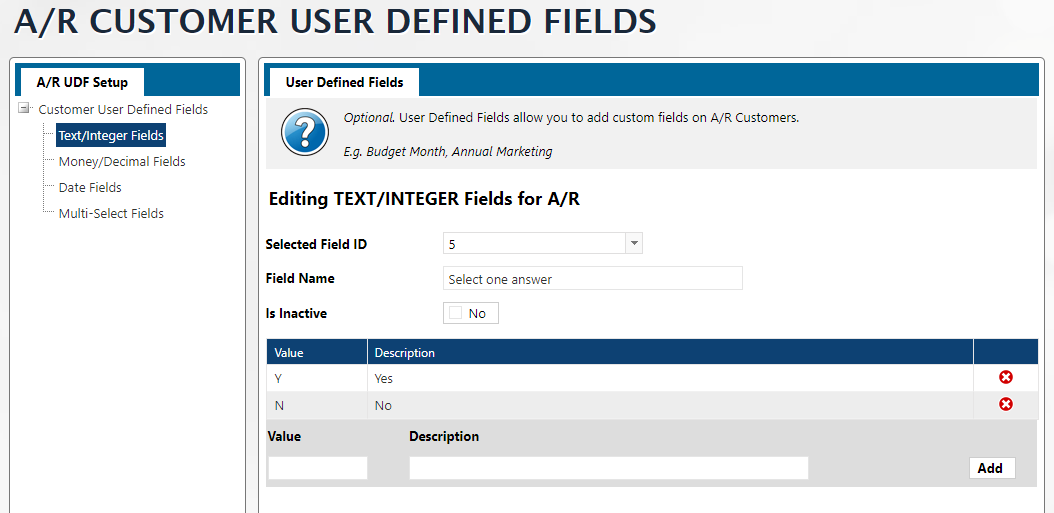 A/R CUSTOMER USER DEFINED FIELDS
A/R UDF Setup
Customer User Defined Fields
Text/Integer Fields
Money/Decimal Fields
Date Fields
Multi-Select Fields
User Defined Fields
?
Optional. User Defined Fields allow you to add custom fields on A/R Customers.
E.g. Budget Month, Annual Marketing
Editing TEXT/INTEGER Fields for A/R
Selected Field ID 5
Field Name Select one answer
Is Inactive No
Value Description
Y Yes
N No
Value Description
Add